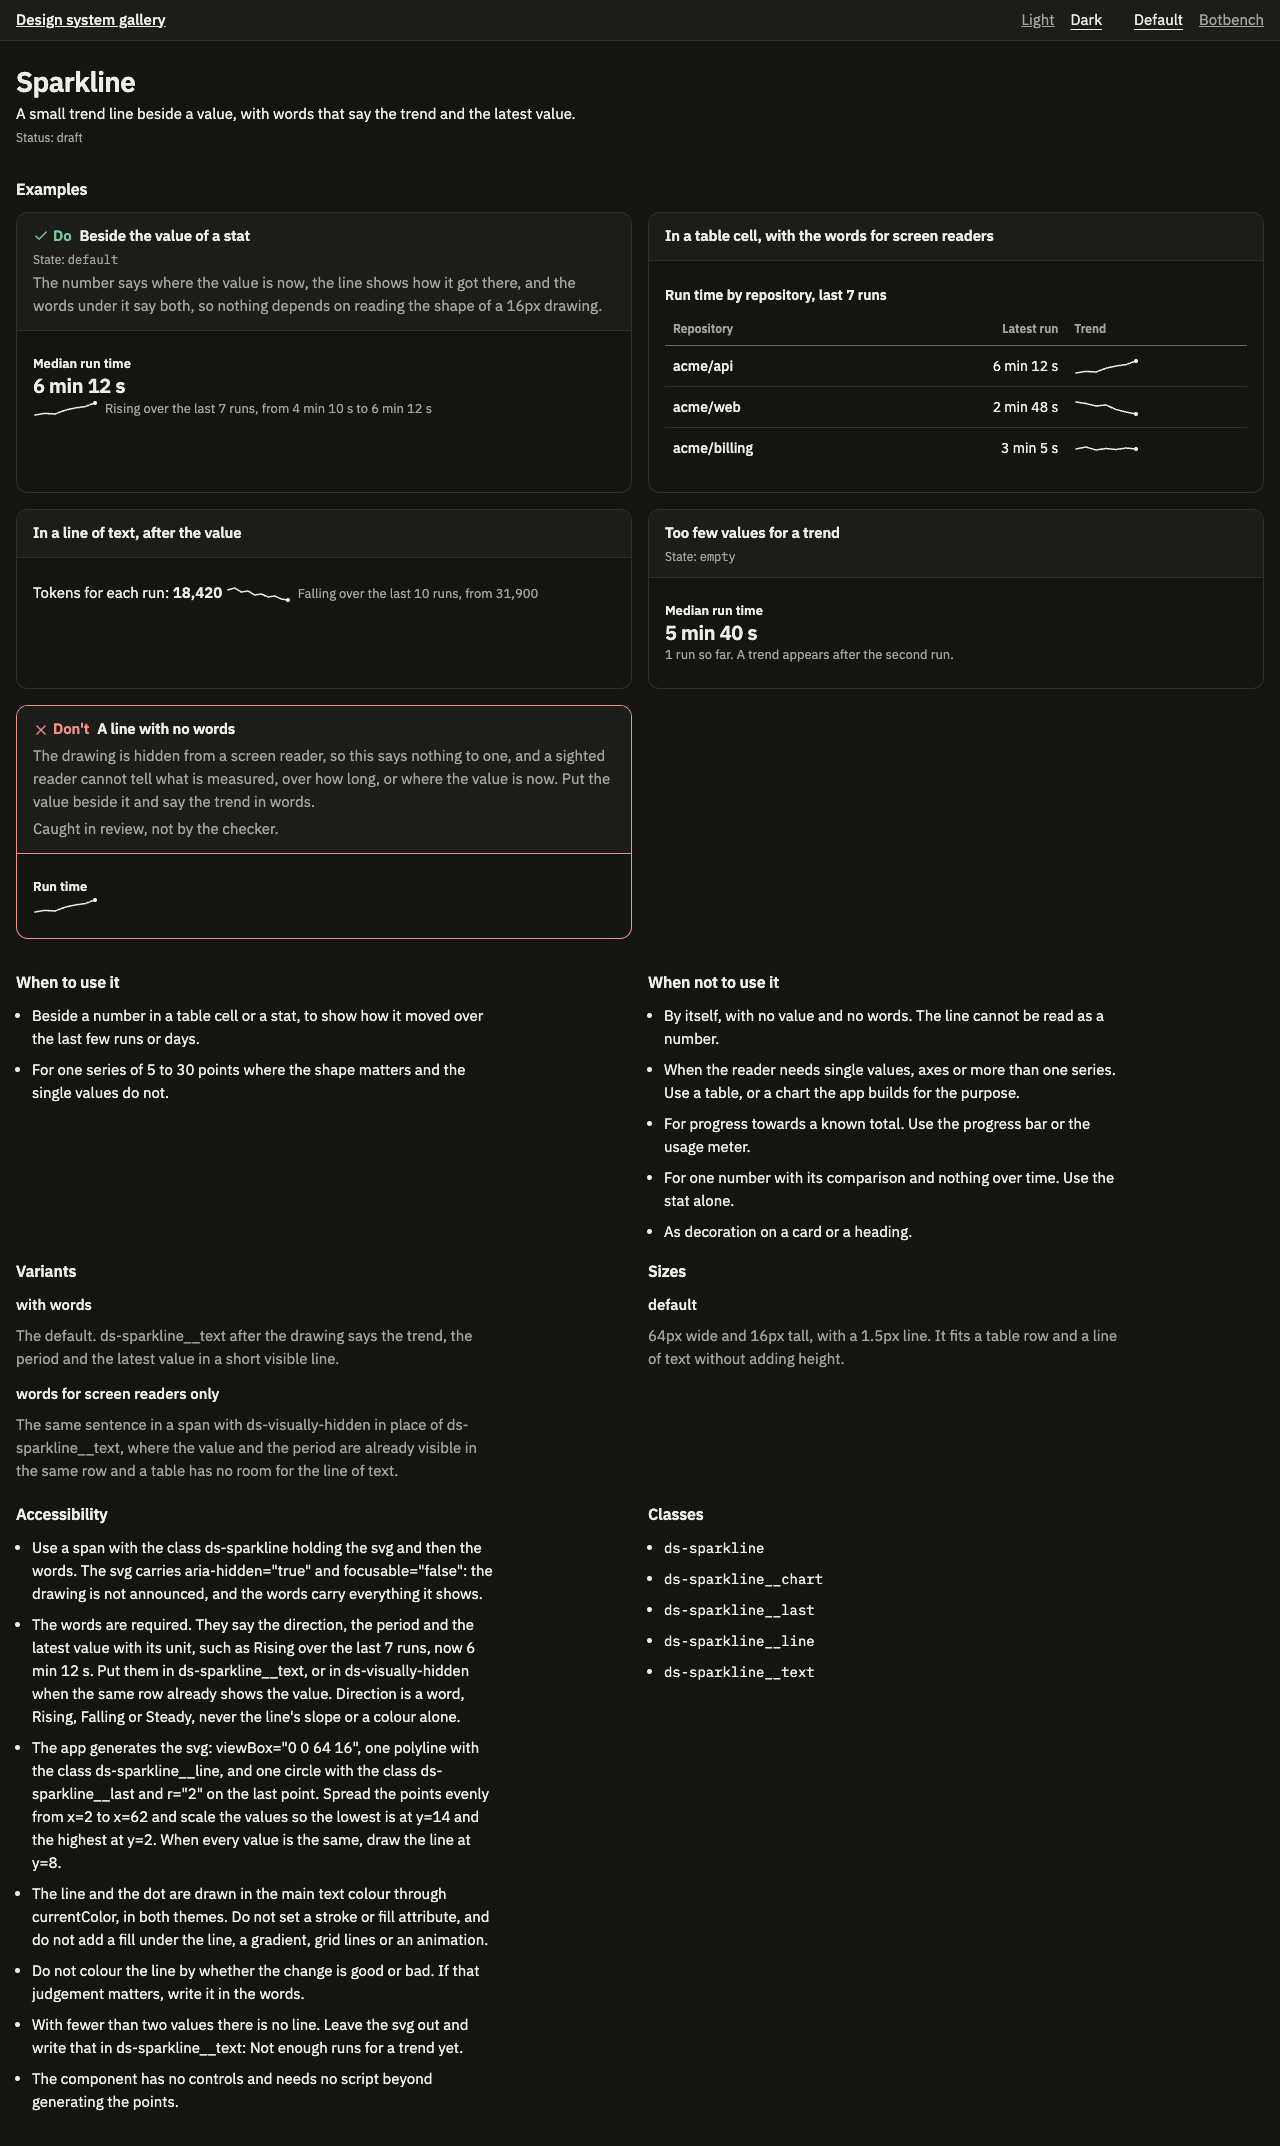 Design system gallery
Light Dark Default Botbench
Sparkline
A small trend line beside a value, with words that say the trend and the latest value.
Status: draft
Examples
Do Beside the value of a stat
State: default
The number says where the value is now, the line shows how it got there, and the
words under it say both, so nothing depends on reading the shape of a 16px drawing.
Median run time
6 min 12 s
Rising over the last 7 runs, from 4 min 10 s to 6 min 12 s
In a table cell, with the words for screen readers
Run time by repository, last 7 runs
Repository Latest run Trend
acme/api 6 min 12 s
acme/web 2 min 48 s
acme/billing 3 min 5 s
In a line of text, after the value
Tokens for each run: 18,420 Falling over the last 10 runs, from 31,900
Too few values for a trend
State: empty
Median run time
5 min 40 s
1 run so far. A trend appears after the second run.
Don't A line with no words
The drawing is hidden from a screen reader, so this says nothing to one, and a sighted
reader cannot tell what is measured, over how long, or where the value is now. Put the
value beside it and say the trend in words.
Caught in review, not by the checker.
Run time
When to use it
Beside a number in a table cell or a stat, to show how it moved over
the last few runs or days.
For one series of 5 to 30 points where the shape matters and the
single values do not.
When not to use it
By itself, with no value and no words. The line cannot be read as a
number.
When the reader needs single values, axes or more than one series.
Use a table, or a chart the app builds for the purpose.
For progress towards a known total. Use the progress bar or the
usage meter.
For one number with its comparison and nothing over time. Use the
stat alone.
As decoration on a card or a heading.
Variants
with words
The default. ds-sparkline__text after the drawing says the trend, the
period and the latest value in a short visible line.
words for screen readers only
The same sentence in a span with ds-visually-hidden in place of ds-
sparkline__text, where the value and the period are already visible in
the same row and a table has no room for the line of text.
Sizes
default
64px wide and 16px tall, with a 1.5px line. It fits a table row and a line
of text without adding height.
Accessibility
Use a span with the class ds-sparkline holding the svg and then the
words. The svg carries aria-hidden="true" and focusable="false": the
drawing is not announced, and the words carry everything it shows.
The words are required. They say the direction, the period and the
latest value with its unit, such as Rising over the last 7 runs, now 6
min 12 s. Put them in ds-sparkline__text, or in ds-visually-hidden
when the same row already shows the value. Direction is a word,
Rising, Falling or Steady, never the line's slope or a colour alone.
The app generates the svg: viewBox="0 0 64 16", one polyline with
the class ds-sparkline__line, and one circle with the class ds-
sparkline__last and r="2" on the last point. Spread the points evenly
from x=2 to x=62 and scale the values so the lowest is at y=14 and
the highest at y=2. When every value is the same, draw the line at
y=8.
The line and the dot are drawn in the main text colour through
currentColor, in both themes. Do not set a stroke or fill attribute, and
do not add a fill under the line, a gradient, grid lines or an animation.
Do not colour the line by whether the change is good or bad. If that
judgement matters, write it in the words.
With fewer than two values there is no line. Leave the svg out and
write that in ds-sparkline__text: Not enough runs for a trend yet.
The component has no controls and needs no script beyond
generating the points.
Classes
ds-sparkline
ds-sparkline__chart
ds-sparkline__last
ds-sparkline__line
ds-sparkline__text